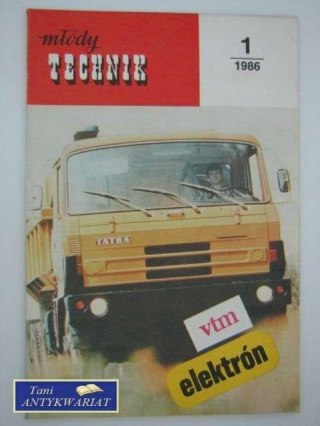 młody
TECHNIK
1
1986
TATRA
vtm
elektrón
Tani
ANTYKWARIAT